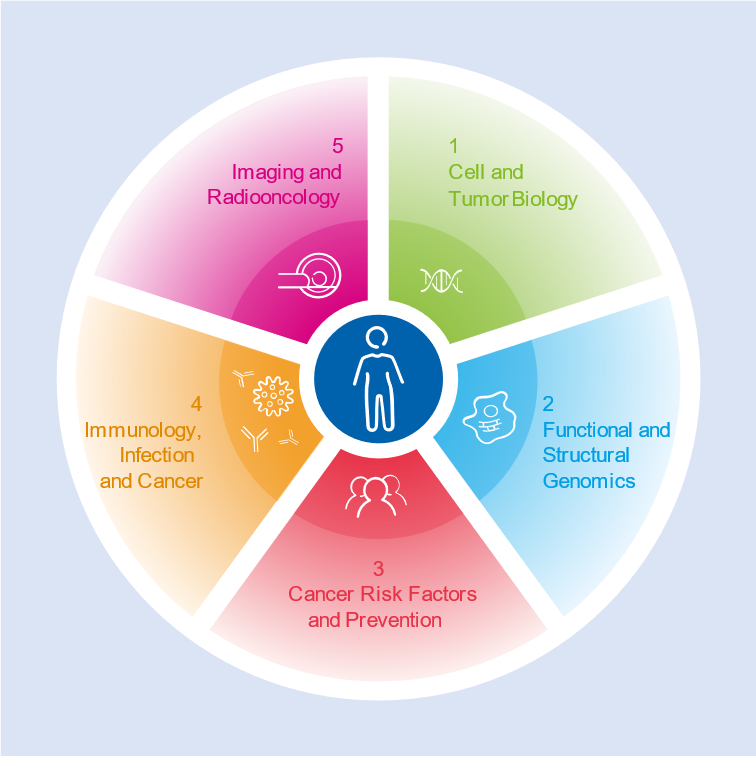 1
Cell and
Tumor Biology
2
Functional and
Structural
Genomics
3
Cancer Risk Factors
and Prevention
4
Immunology,
Infection
and Cancer
5
Imaging and
Radiooncology